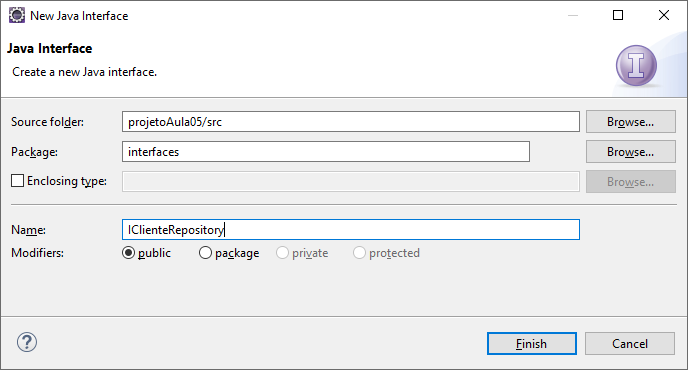 New Java Interface
Java Interface
Create a new Java interface.
Source folder: projetoAula05/src Browse...
Package: interfaces Browse...
Enclosing type: Browse...
Name: IClienteRepository
Modifiers: public package private protected
? Finish Cancel